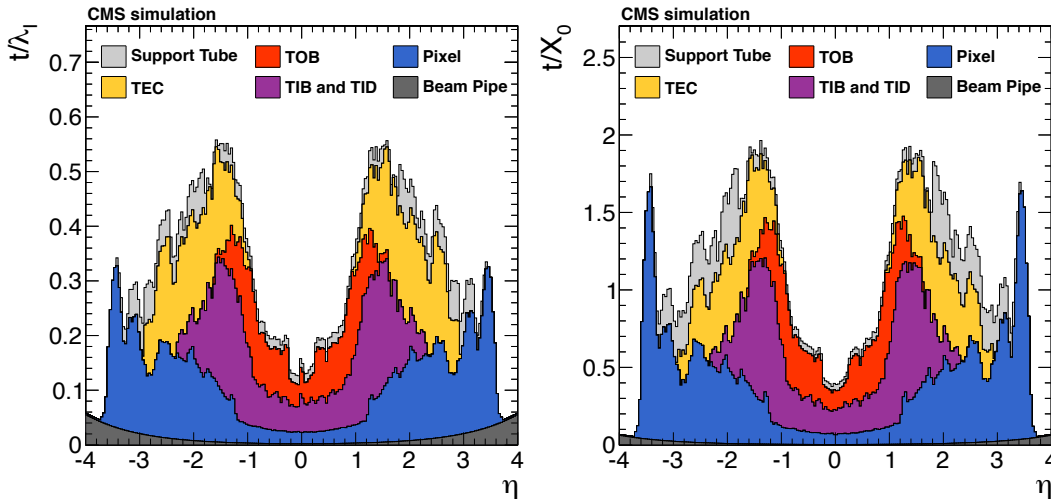 CMS simulation
t/λI
Support Tube
TOB
Pixel
TEC
TIB and TID
Beam Pipe
0.7
0.6
0.5
0.4
0.3
0.2
0.1
0
-4 -3 -2 -1 0 1 2 3 4
η
CMS simulation
t/X0
Support Tube
TOB
Pixel
TEC
TIB and TID
Beam Pipe
2.5
2
1.5
1
0.5
0
-4 -3 -2 -1 0 1 2 3 4
η